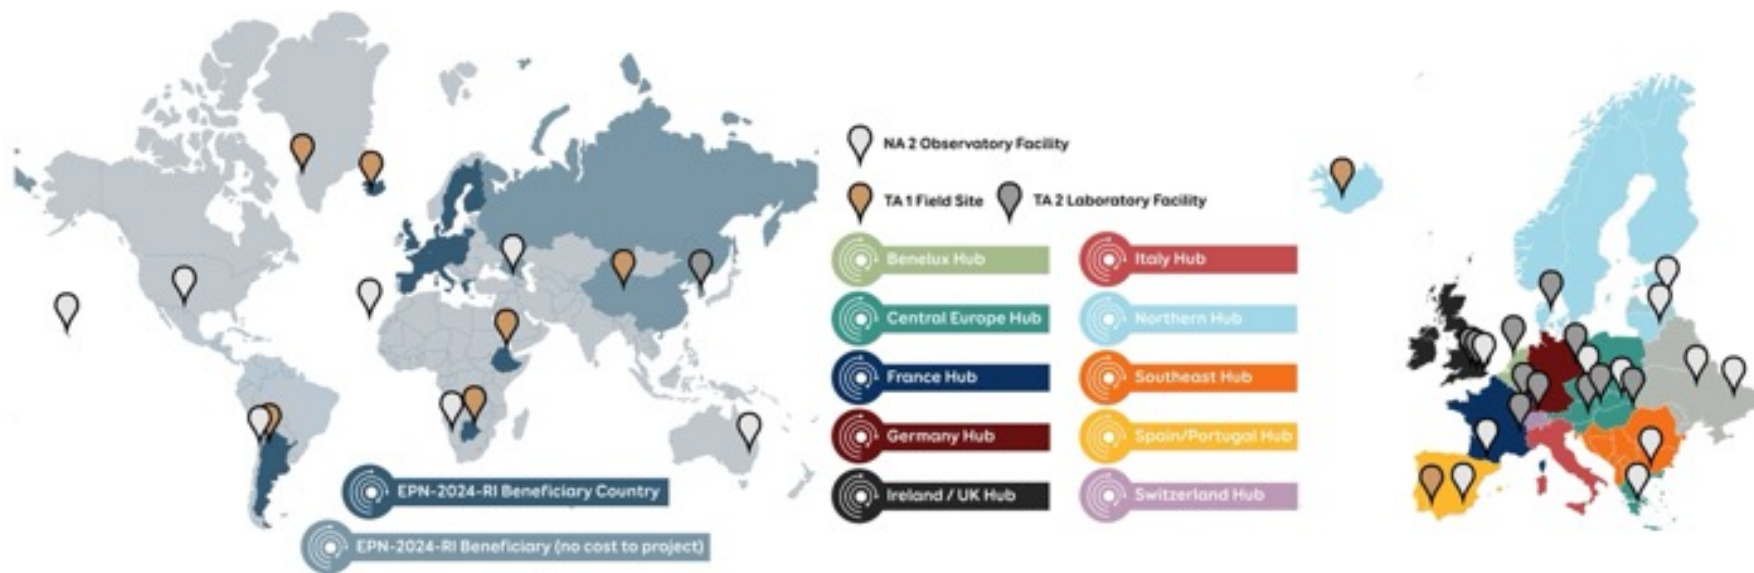 NA 2 Observatory Facility
TA 1 Field Site
TA 2 Laboratory Facility
Benelux Hub
Italy Hub
Central Europe Hub
Northern Hub
France Hub
Southeast Hub
Germany Hub
Spain/Portugal Hub
Ireland / UK Hub
Switzerland Hub
EPN-2024-RI Beneficiary Country
EPN-2024-RI Beneficiary (no cost to project)